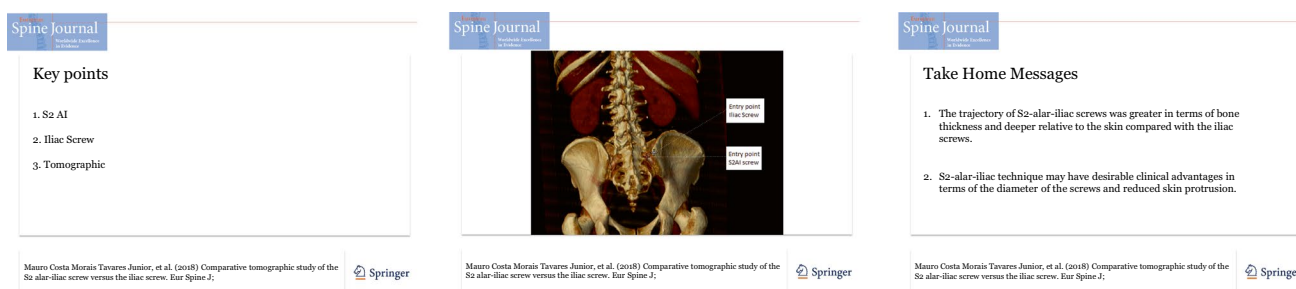 European
Spine Journal
Worldwide Excellence
in Evidence
Key points
1. S2 AI
2. Iliac Screw
3. Tomographic
Mauro Costa Morais Tavares Junior, et al. (2018) Comparative tomographic study of the
S2 alar-iliac screw versus the iliac screw. Eur Spine J;
Springer
Spine Journal
Entry point
Iliac Screw
Entry point
S2AI screw
Mauro Costa Morais Tavares Junior, et al. (2018) Comparative tomographic study of the
S2 alar-iliac screw versus the iliac screw. Eur Spine J;
Springer
Spine Journal
Take Home Messages
1. The trajectory of S2-alar-iliac screws was greater in terms of bone
thickness and deeper relative to the skin compared with the iliac
screws.
2. S2-alar-iliac technique may have desirable clinical advantages in
terms of the diameter of the screws and reduced skin protrusion.
Mauro Costa Morais Tavares Junior, et al. (2018) Comparative tomographic study of the
S2 alar-iliac screw versus the iliac screw. Eur Spine J;
Springe